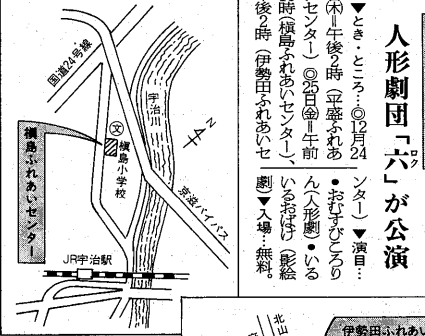 人形劇団「六」が公演
ロク
▼とき・ところ…◎12月24
㈭＝午後2時（平盛ふれあ
いセンター）◎25日㈮＝午前
時（槇島ふれあいセンター）、
後2時（伊勢田ふれあいセ
ンター）▼演目…
●おむすびころり
ん（人形劇）●いる
いるおばけ（影絵
劇）▼入場…無料。
国道24号線
宇治川
N
文
槇島小学校
京滋バイパス
槇島ふれあいセンター
JR宇治駅
北山
伊勢田ふれあい